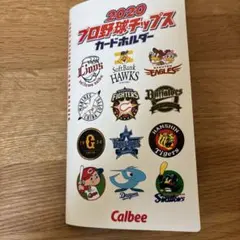 2020
プロ野球チップス
カードホルダー
Lions
SoftBank
HAWKS
EAGLES
FIGHTERS
Buffaloes
G
HANSHIN
Tigers
Dragons
Swallows
Calbee